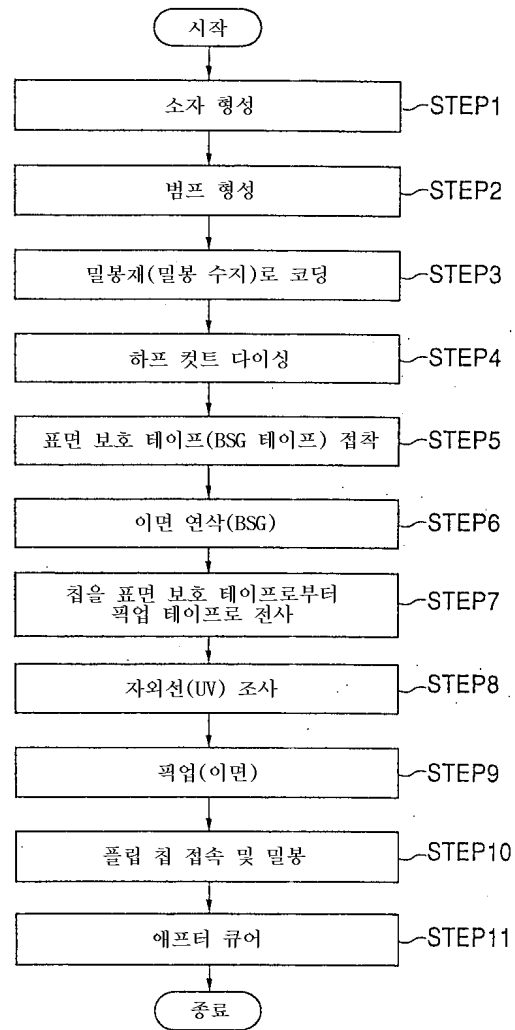 시작
소자 형성 STEP1
범프 형성 STEP2
밀봉재(밀봉 수지)로 코딩 STEP3
하프 컷트 다이싱 STEP4
표면 보호 테이프(BSG 테이프) 접착 STEP5
이면 연삭(BSG) STEP6
칩을 표면 보호 테이프로부터
픽업 테이프로 전사 STEP7
자외선(UV) 조사 STEP8
픽업(이면) STEP9
플립 칩 접속 및 밀봉 STEP10
애프터 큐어 STEP11
종료